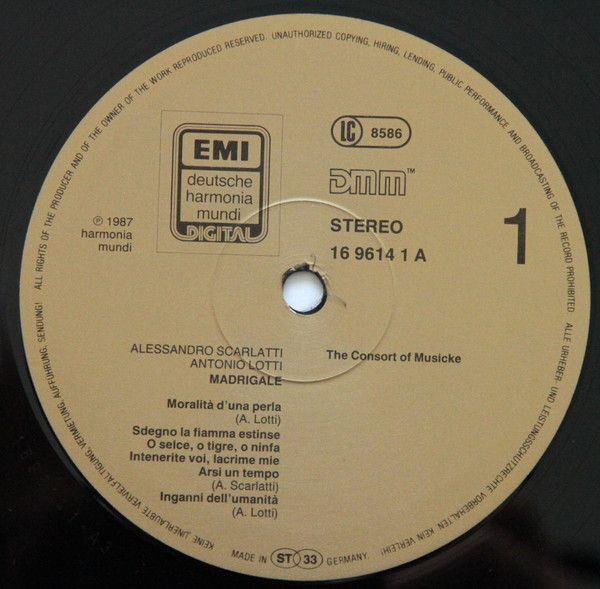 ALL RIGHTS OF THE PRODUCER AND OF THE OWNER OF THE WORK REPRODUCED RESERVED. UNAUTHORIZED COPYING, HIRING, LENDING, PUBLIC PERFORMANCE AND BROADCASTING OF THE RECORD PROHIBITED. ALLE URHEBER- UND LEISTUNGSSCHUTZRECHTE VORBEHALTEN. KEIN VERLEIH! KEINE UNERLAUBTE VERVIELFÄLTIGUNG, VERMIETUNG, AUFFÜHRUNG, SENDUNG!
EMI
deutsche
harmonia
mundi
DIGITAL
LC 8586
DMM™
STEREO
16 9614 1 A
1
℗ 1987
harmonia
mundi
ALESSANDRO SCARLATTI
ANTONIO LOTTI
MADRIGALE
The Consort of Musicke
Moralità d'una perla
(A. Lotti)
Sdegno la fiamma estinse
O selce, o tigre, o ninfa
Intenerite voi, lacrime mie
Arsi un tempo
(A. Scarlatti)
Inganni dell'umanità
(A. Lotti)
MADE IN ST 33 GERMANY.